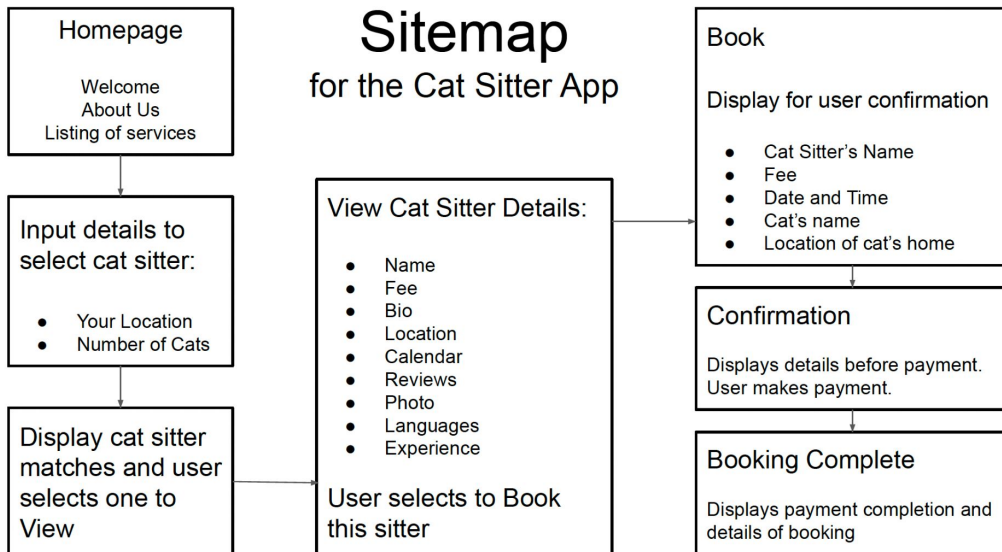 Sitemap
for the Cat Sitter App
Homepage
Welcome
About Us
Listing of services
Input details to
select cat sitter:
● Your Location
● Number of Cats
Display cat sitter
matches and user
selects one to
View
View Cat Sitter Details:
● Name
● Fee
● Bio
● Location
● Calendar
● Reviews
● Photo
● Languages
● Experience
User selects to Book
this sitter
Book
Display for user confirmation
● Cat Sitter’s Name
● Fee
● Date and Time
● Cat’s name
● Location of cat’s home
Confirmation
Displays details before payment.
User makes payment.
Booking Complete
Displays payment completion and
details of booking